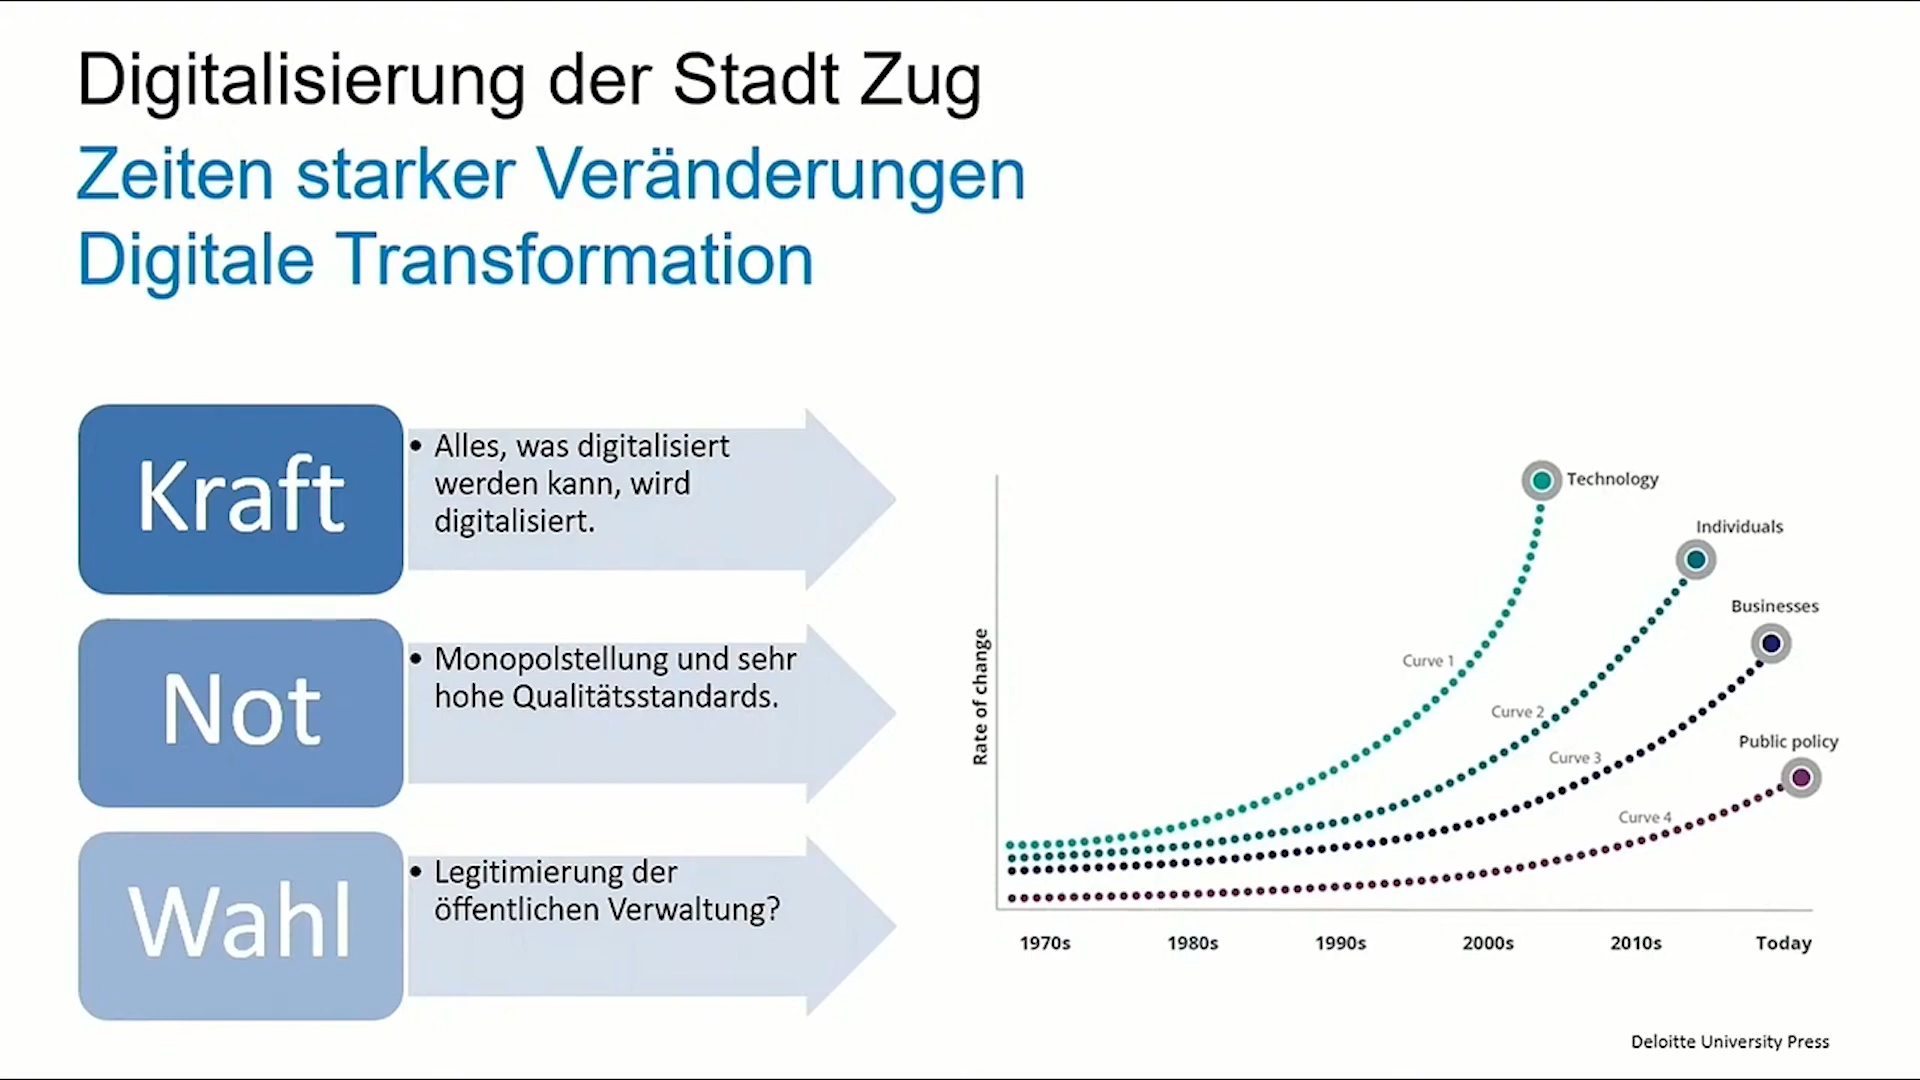 Digitalisierung der Stadt Zug
Zeiten starker Veränderungen
Digitale Transformation
Kraft
• Alles, was digitalisiert
werden kann, wird
digitalisiert.
Not
• Monopolstellung und sehr
hohe Qualitätsstandards.
Wahl
• Legitimierung der
öffentlichen Verwaltung?
Rate of change
Technology
Individuals
Businesses
Public policy
Curve 1
Curve 2
Curve 3
Curve 4
1970s 1980s 1990s 2000s 2010s Today
Deloitte University Press